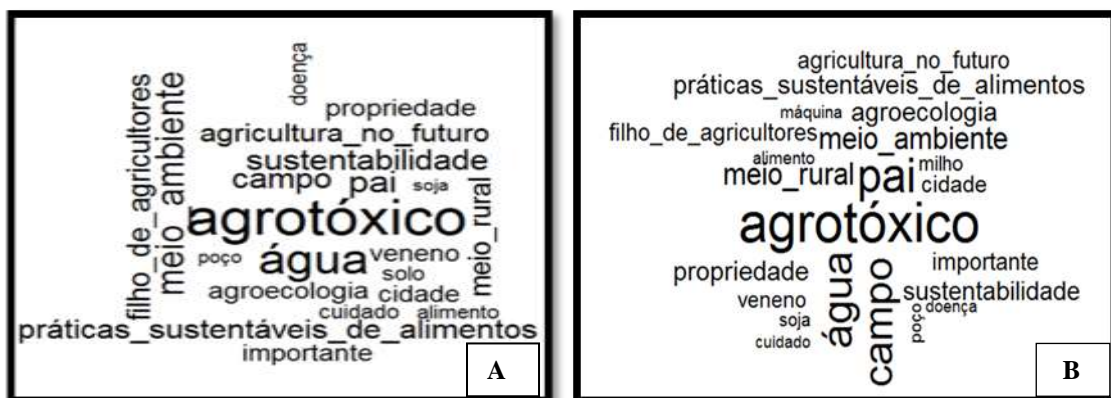 doença
filho_de_agricultores
meio_ambiente
propriedade
agricultura_no_futuro
sustentabilidade
campo pai soja
meio_rural
agrotóxico
poço água veneno
solo
agroecologia cidade
cuidado alimento
práticas_sustentáveis_de_alimentos
importante
A
agricultura_no_futuro
práticas_sustentáveis_de_alimentos
máquina agroecologia
filho_de_agricultores meio_ambiente
alimento
meio_rural pai milho
cidade
agrotóxico
propriedade água campo importante
veneno sustentabilidade
soja poço doença
cuidado
B